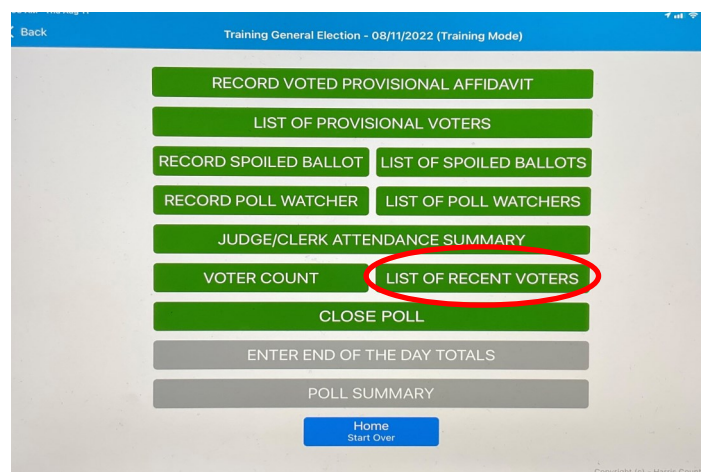 Back
Training General Election - 08/11/2022 (Training Mode)
RECORD VOTED PROVISIONAL AFFIDAVIT
LIST OF PROVISIONAL VOTERS
RECORD SPOILED BALLOT LIST OF SPOILED BALLOTS
RECORD POLL WATCHER LIST OF POLL WATCHERS
JUDGE/CLERK ATTENDANCE SUMMARY
VOTER COUNT LIST OF RECENT VOTERS
CLOSE POLL
ENTER END OF THE DAY TOTALS
POLL SUMMARY
Home
Start Over